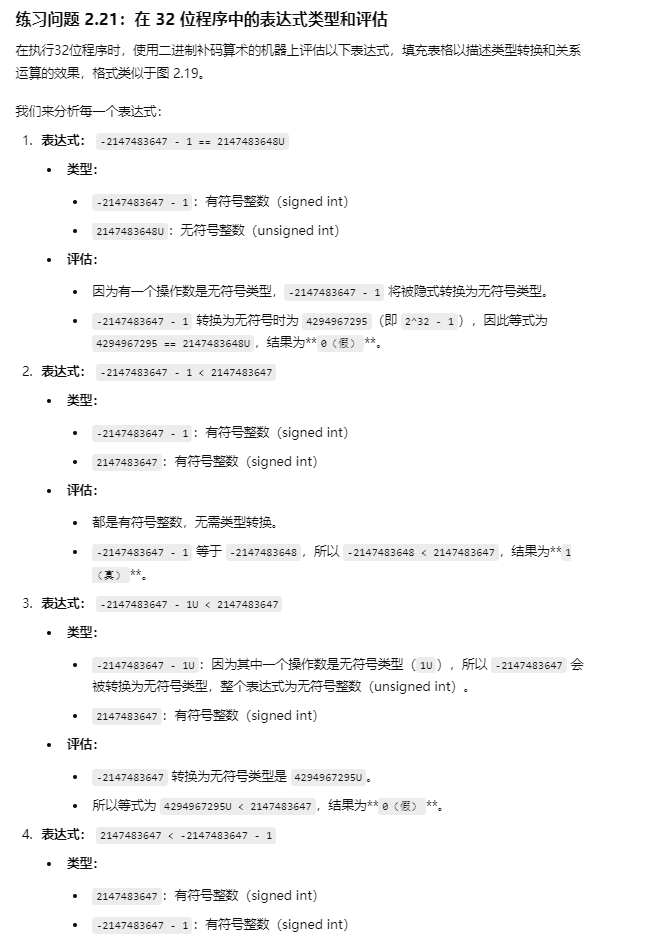 练习问题 2.21：在 32 位程序中的表达式类型和评估
在执行32位程序时，使用二进制补码算术的机器上评估以下表达式，填充表格以描述类型转换和关系
运算的效果，格式类似于图 2.19。
我们来分析每一个表达式：
1. 表达式： -2147483647 - 1 == 2147483648U
• 类型：
• -2147483647 - 1：有符号整数（signed int）
• 2147483648U：无符号整数（unsigned int）
• 评估：
• 因为有一个操作数是无符号类型，-2147483647 - 1 将被隐式转换为无符号类型。
• -2147483647 - 1 转换为无符号时为 4294967295（即 2^32 - 1），因此等式为
4294967295 == 2147483648U，结果为**0（假）**。
2. 表达式： -2147483647 - 1 < 2147483647
• 类型：
• -2147483647 - 1：有符号整数（signed int）
• 2147483647：有符号整数（signed int）
• 评估：
• 都是有符号整数，无需类型转换。
• -2147483647 - 1 等于 -2147483648，所以 -2147483648 < 2147483647，结果为**1
（真）**。
3. 表达式： -2147483647 - 1U < 2147483647
• 类型：
• -2147483647 - 1U：因为其中一个操作数是无符号类型（1U），所以 -2147483647 会
被转换为无符号类型，整个表达式为无符号整数（unsigned int）。
• 2147483647：有符号整数（signed int）
• 评估：
• -2147483647 转换为无符号类型是 4294967295U。
• 所以等式为 4294967295U < 2147483647，结果为**0（假）**。
4. 表达式： 2147483647 < -2147483647 - 1
• 类型：
• 2147483647：有符号整数（signed int）
• -2147483647 - 1：有符号整数（signed int）